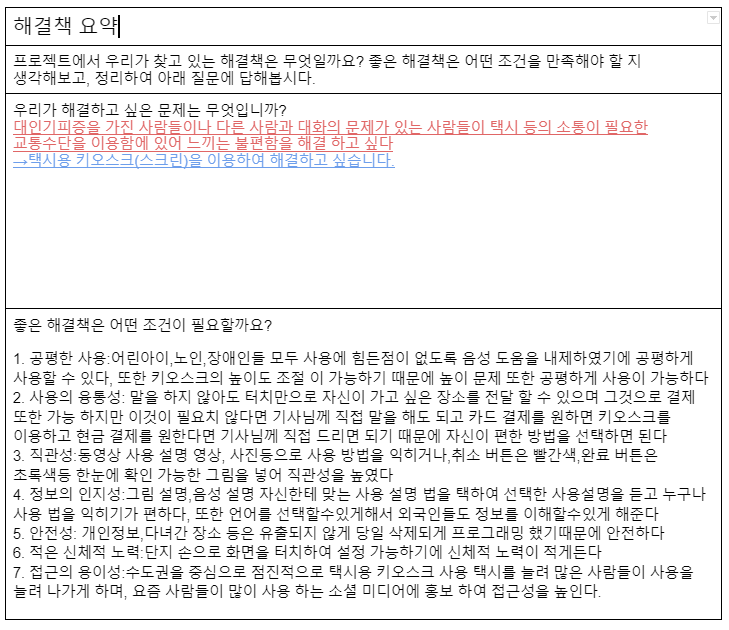 해결책 요약
프로젝트에서 우리가 찾고 있는 해결책은 무엇일까요? 좋은 해결책은 어떤 조건을 만족해야 할 지
생각해보고, 정리하여 아래 질문에 답해봅시다.
우리가 해결하고 싶은 문제는 무엇입니까?
대인기피증을 가진 사람들이나 다른 사람과 대화의 문제가 있는 사람들이 택시 등의 소통이 필요한
교통수단을 이용함에 있어 느끼는 불편함을 해결 하고 싶다
→택시용 키오스크(스크린)을 이용하여 해결하고 싶습니다.
좋은 해결책은 어떤 조건이 필요할까요?
1. 공평한 사용:어린아이,노인,장애인들 모두 사용에 힘든점이 없도록 음성 도움을 내제하였기에 공평하게
사용할 수 있다, 또한 키오스크의 높이도 조절 이 가능하기 때문에 높이 문제 또한 공평하게 사용이 가능하다
2. 사용의 융통성: 말을 하지 않아도 터치만으로 자신이 가고 싶은 장소를 전달 할 수 있으며 그것으로 결제
또한 가능 하지만 이것이 필요치 않다면 기사님께 직접 말을 해도 되고 카드 결제를 원하면 키오스크를
이용하고 현금 결제를 원한다면 기사님께 직접 드리면 되기 때문에 자신이 편한 방법을 선택하면 된다
3. 직관성:동영상 사용 설명 영상, 사진등으로 사용 방법을 익히거나,취소 버튼은 빨간색,완료 버튼은
초록색등 한눈에 확인 가능한 그림을 넣어 직관성을 높였다
4. 정보의 인지성:그림 설명,음성 설명 자신한테 맞는 사용 설명 법을 택하여 선택한 사용설명을 듣고 누구나
사용 법을 익히기가 편하다, 또한 언어를 선택할수있게해서 외국인들도 정보를 이해할수있게 해준다
5. 안전성: 개인정보,다녀간 장소 등은 유출되지 않게 당일 삭제되게 프로그래밍 했기때문에 안전하다
6. 적은 신체적 노력:단지 손으로 화면을 터치하여 설정 가능하기에 신체적 노력이 적게든다
7. 접근의 용이성:수도권을 중심으로 점진적으로 택시용 키오스크 사용 택시를 늘려 많은 사람들이 사용을
늘려 나가게 하며, 요즘 사람들이 많이 사용 하는 소셜 미디어에 홍보 하여 접근성을 높인다.